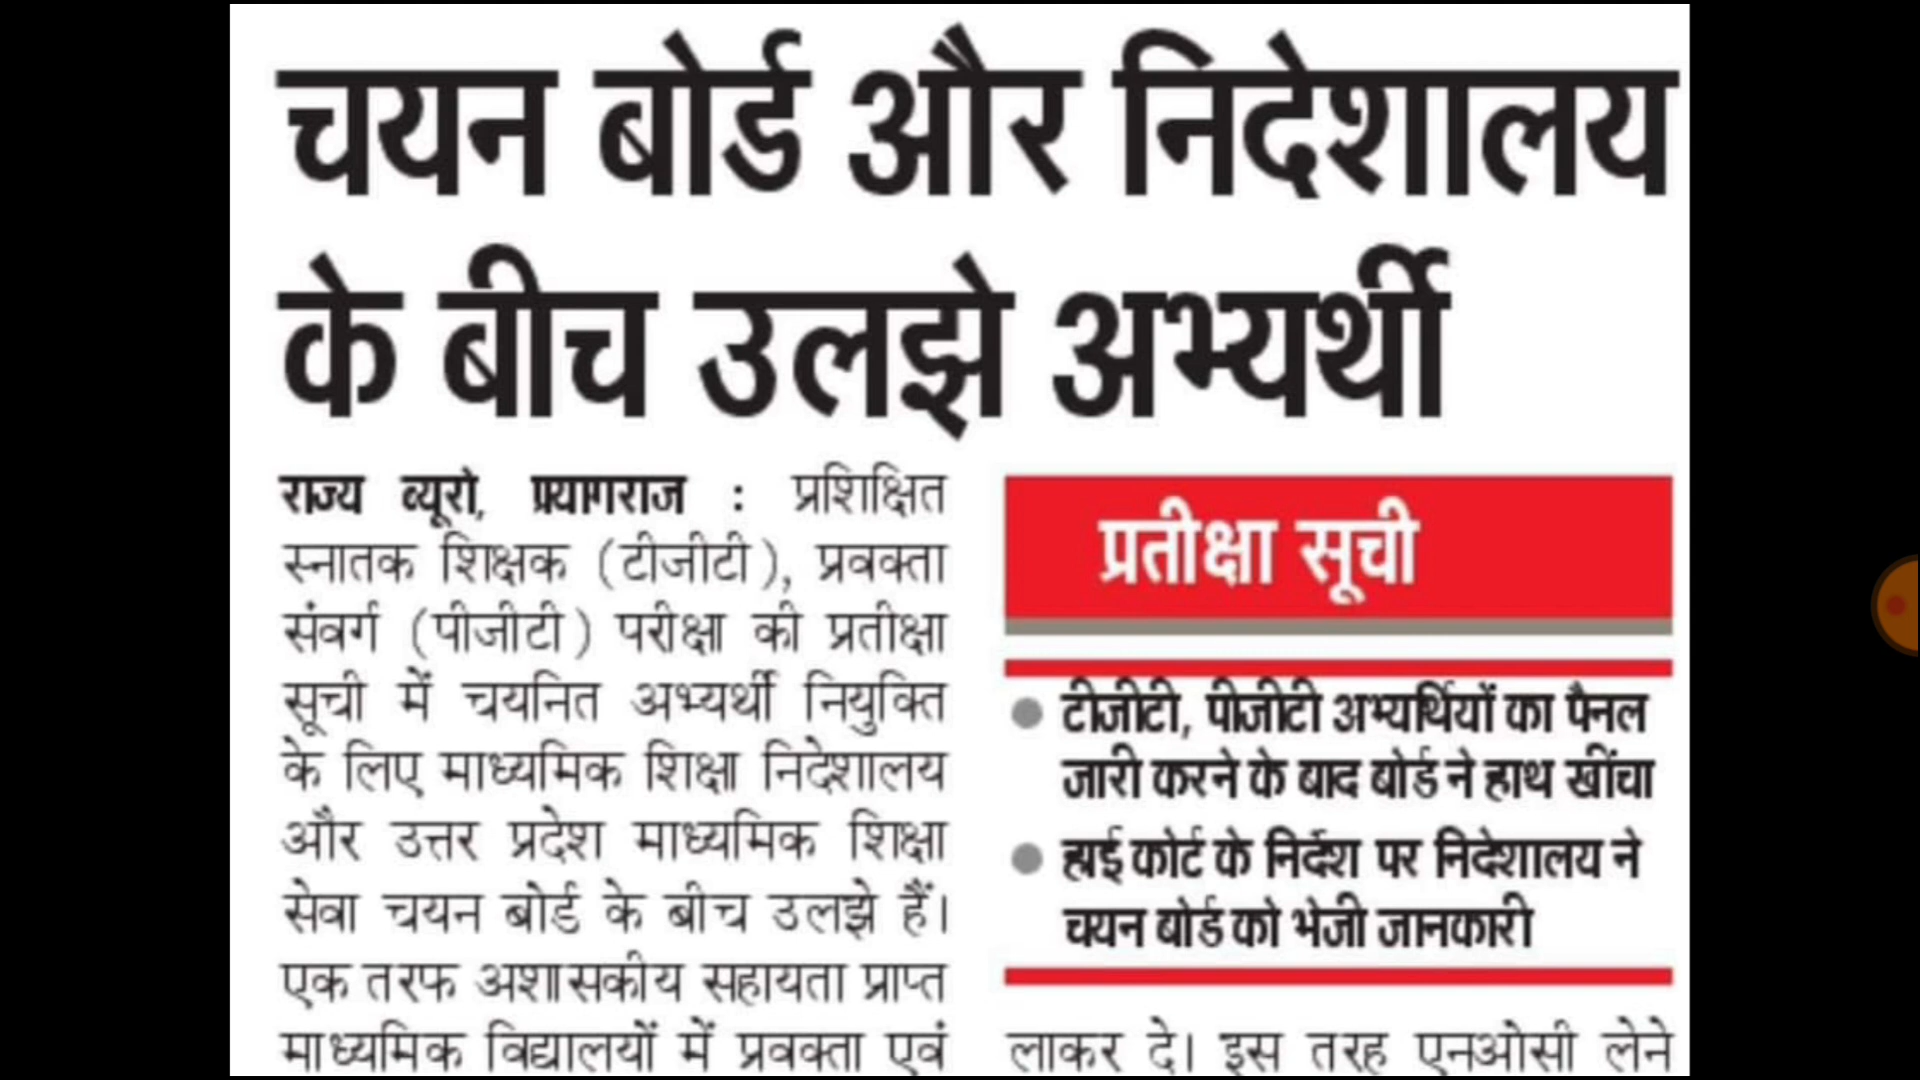 चयन बोर्ड और निदेशालय
के बीच उलझे अभ्यर्थी
राज्य ब्यूरो, प्रयागराज : प्रशिक्षित
स्नातक शिक्षक (टीजीटी), प्रवक्ता
संवर्ग (पीजीटी) परीक्षा की प्रतीक्षा
सूची में चयनित अभ्यर्थी नियुक्ति
के लिए माध्यमिक शिक्षा निदेशालय
और उत्तर प्रदेश माध्यमिक शिक्षा
सेवा चयन बोर्ड के बीच उलझे हैं।
एक तरफ अशासकीय सहायता प्राप्त
माध्यमिक विद्यालयों में प्रवक्ता एवं
प्रतीक्षा सूची
टीजीटी, पीजीटी अभ्यर्थियों का पैनल
जारी करने के बाद बोर्ड ने हाथ खींचा
हाई कोर्ट के निर्देश पर निदेशालय ने
चयन बोर्ड को भेजी जानकारी
लाकर दे। इस तरह एनओसी लेने